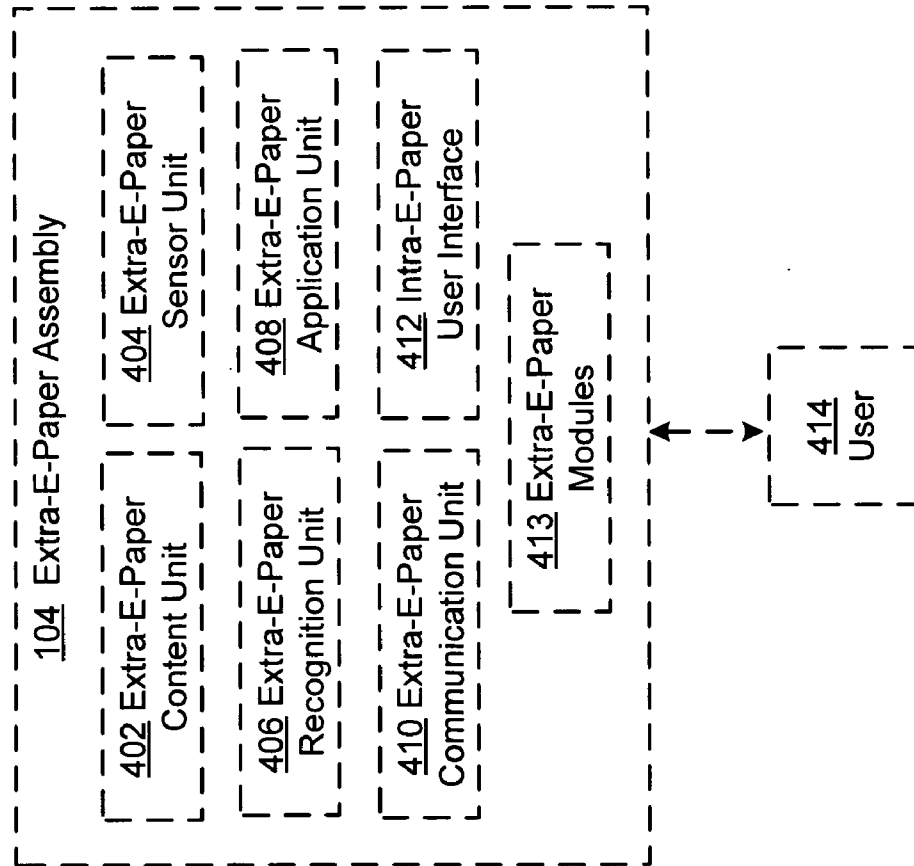 104 Extra-E-Paper Assembly
402 Extra-E-Paper
Content Unit
404 Extra-E-Paper
Sensor Unit
406 Extra-E-Paper
Recognition Unit
408 Extra-E-Paper
Application Unit
410 Extra-E-Paper
Communication Unit
412 Intra-E-Paper
User Interface
413 Extra-E-Paper
Modules
414
User